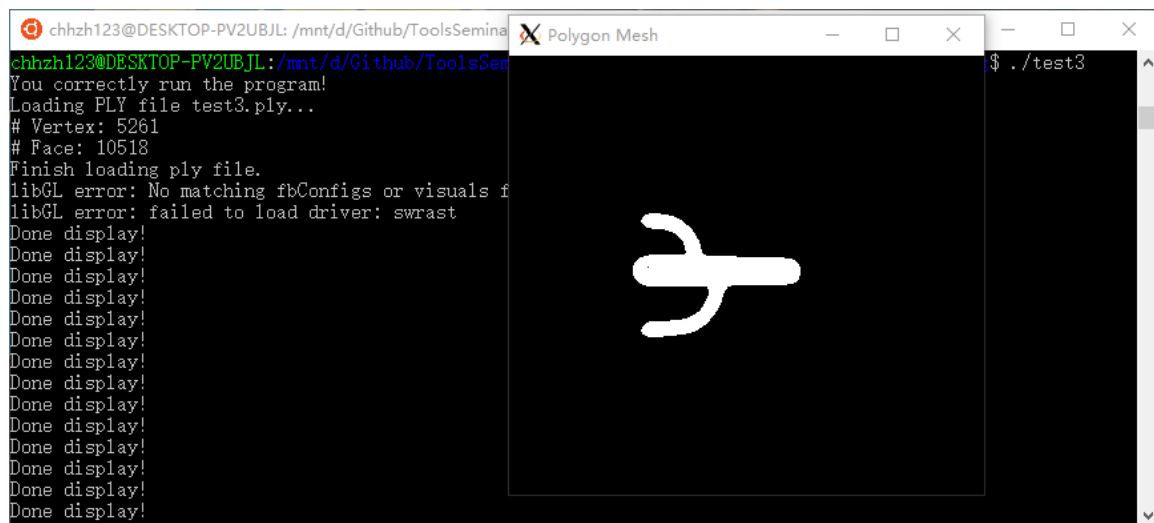 chhzh123@DESKTOP-PV2UBJL: /mnt/d/Github/ToolsSemina
Polygon Mesh
chhzh123@DESKTOP-PV2UBJL:/mnt/d/Github/ToolsSem $ ./test3
You correctly run the program!
Loading PLY file test3.ply...
# Vertex: 5261
# Face: 10518
Finish loading ply file.
libGL error: No matching fbConfigs or visuals f
libGL error: failed to load driver: swrast
Done display!
Done display!
Done display!
Done display!
Done display!
Done display!
Done display!
Done display!
Done display!
Done display!
Done display!
Done display!
Done display!
Done display!